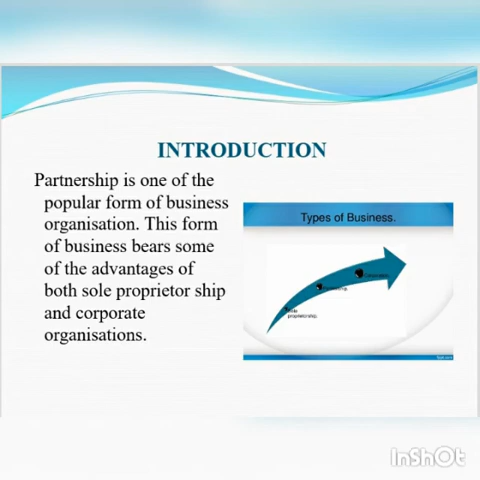 INTRODUCTION
Partnership is one of the
popular form of business
organisation. This form
of business bears some
of the advantages of
both sole proprietor ship
and corporate
organisations.
Types of Business.
proprietorship.
InShOt